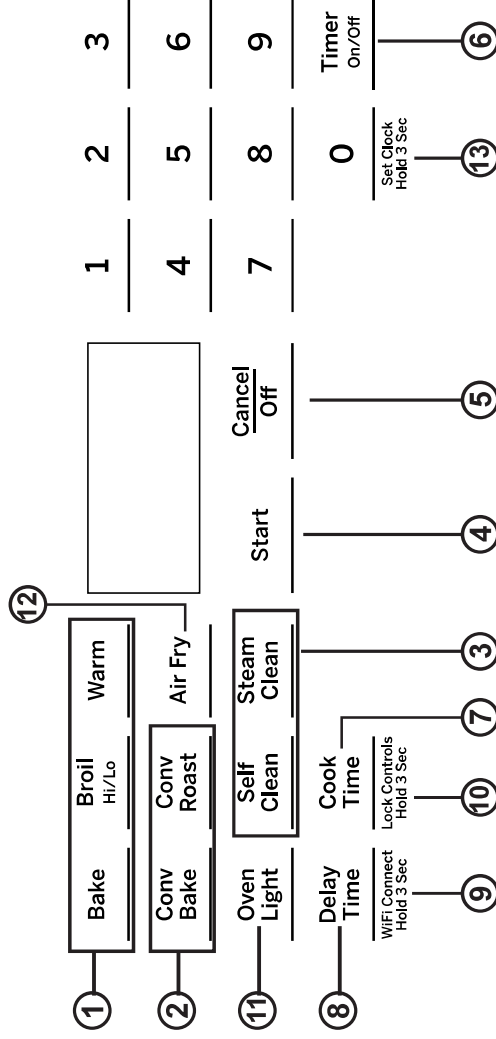 12
1
Bake
Broil
Hi/Lo
Warm
1
2
3
2
Conv
Bake
Conv
Roast
Air Fry
4
5
6
11
Oven
Light
Self
Clean
Steam
Clean
Start
Cancel
Off
7
8
9
8
Delay
Time
Cook
Time
0
Timer
On/Off
WiFi Connect
Hold 3 Sec
Lock Controls
Hold 3 Sec
Set Clock
Hold 3 Sec
9
10
7
3
4
5
13
6